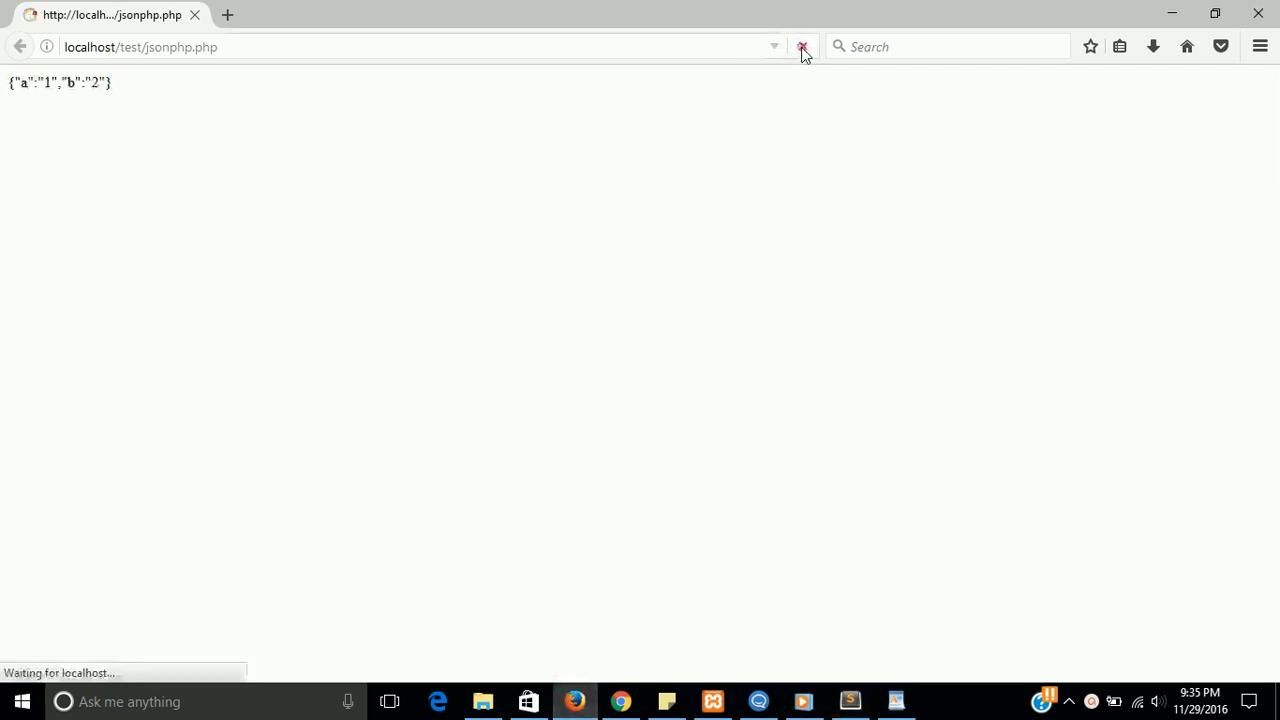 http://localh.../jsonphp.php
localhost/test/jsonphp.php
Search
{"a":"1","b":"2"}
Waiting for localhost...
Ask me anything
9:35 PM
11/29/2016